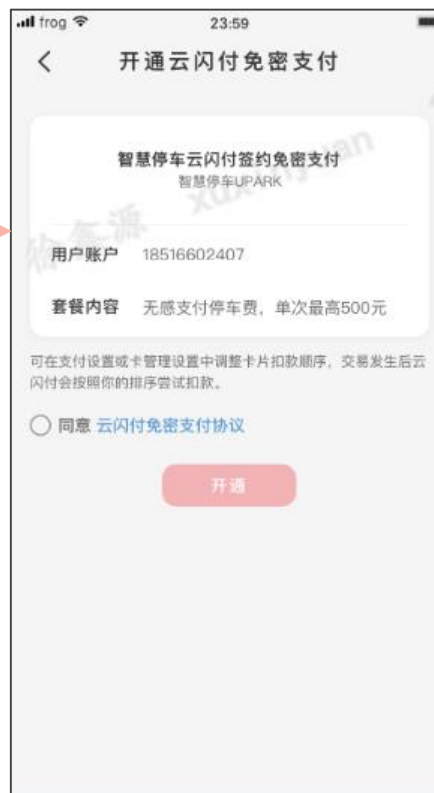 frog
23:59
开通云闪付免密支付
智慧停车云闪付签约免密支付
智慧停车UPARK
徐鑫源 xuxinyuan
用户账户 18516602407
套餐内容 无感支付停车费，单次最高500元
可在支付设置或卡管理设置中调整卡片扣款顺序，交易发生后云
闪付会按照你的排序尝试扣款。
同意 云闪付免密支付协议
开通